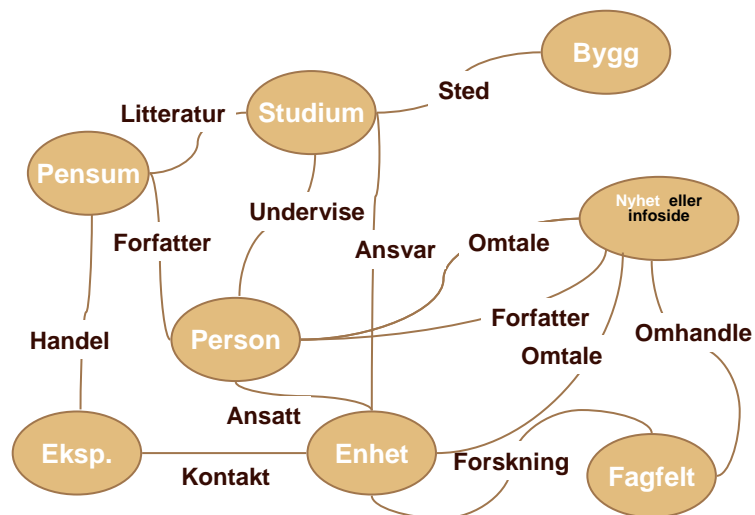 Bygg
Sted
Litteratur
Studium
Pensum
Undervise
Nyhet eller
infoside
Forfatter
Ansvar
Omtale
Forfatter
Handel
Person
Omhandle
Omtale
Ansatt
Eksp.
Enhet
Forskning
Kontakt
Fagfelt